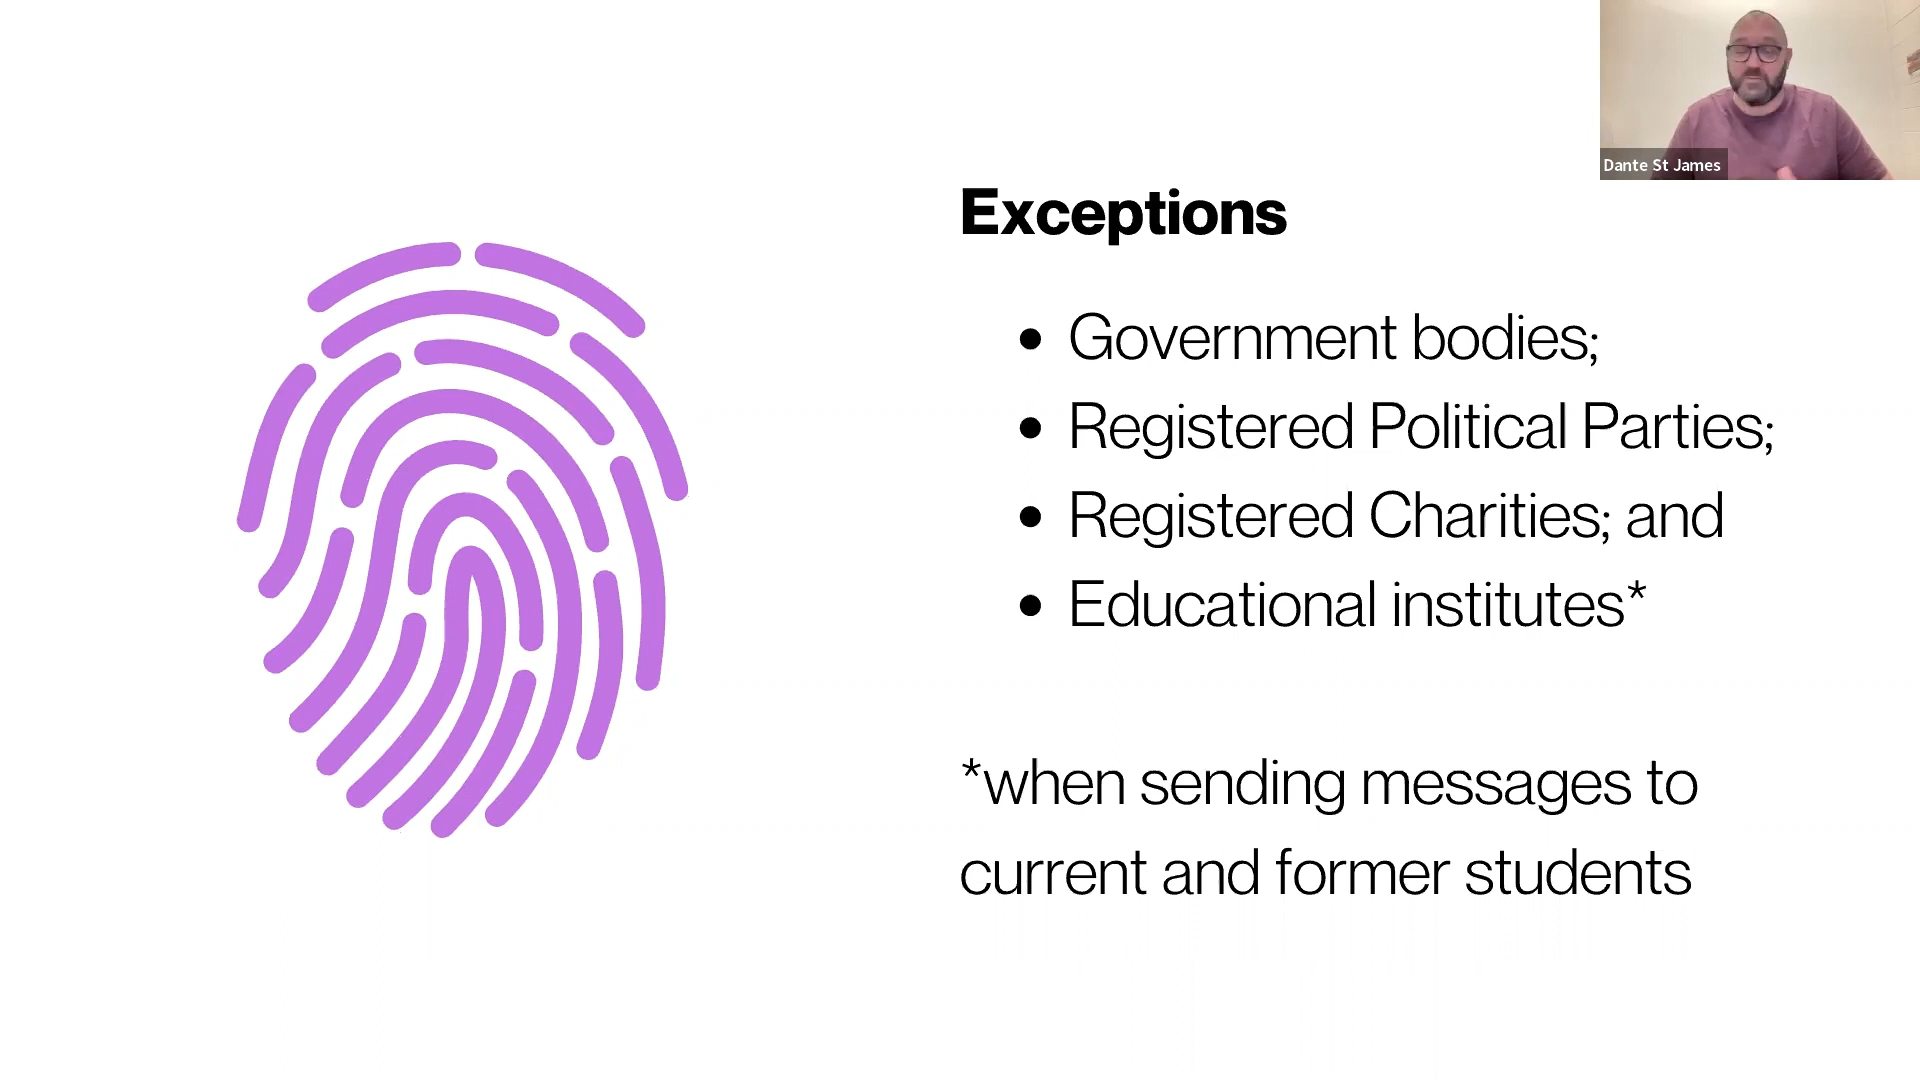 Dante St James
Exceptions
• Government bodies;
• Registered Political Parties;
• Registered Charities; and
• Educational institutes*
*when sending messages to
current and former students